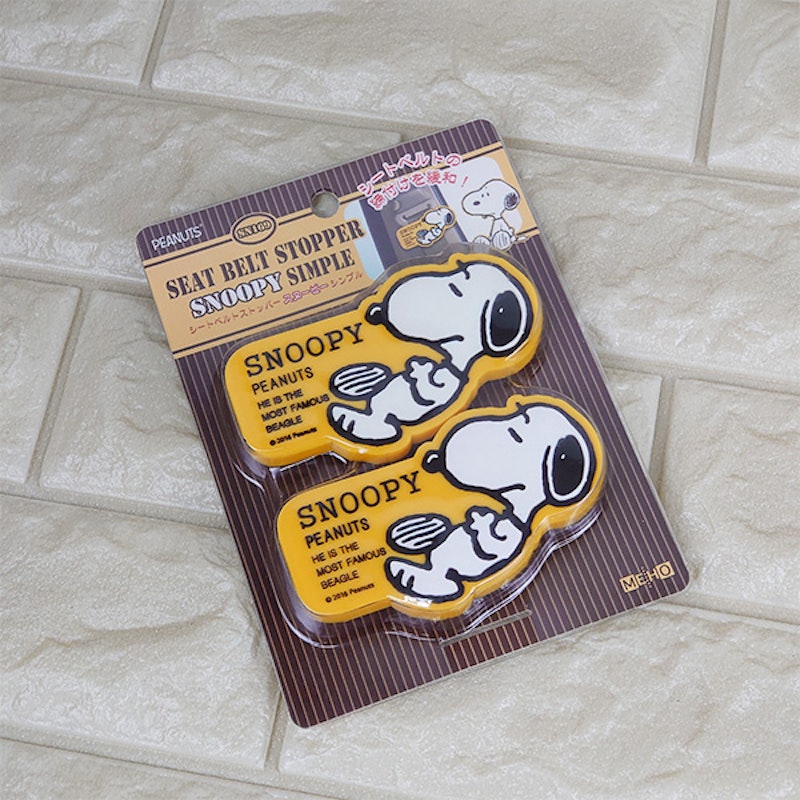 PEANUTS
SN169
シートベルトの
締付けを緩和！
SEAT BELT STOPPER
SNOOPY SIMPLE
シートベルトストッパー スヌーピー シンプル
SNOOPY
PEANUTS
HE IS THE
MOST FAMOUS
BEAGLE
© 2016 Peanuts
SNOOPY
PEANUTS
HE IS THE
MOST FAMOUS
BEAGLE
© 2016 Peanuts
MEIHO